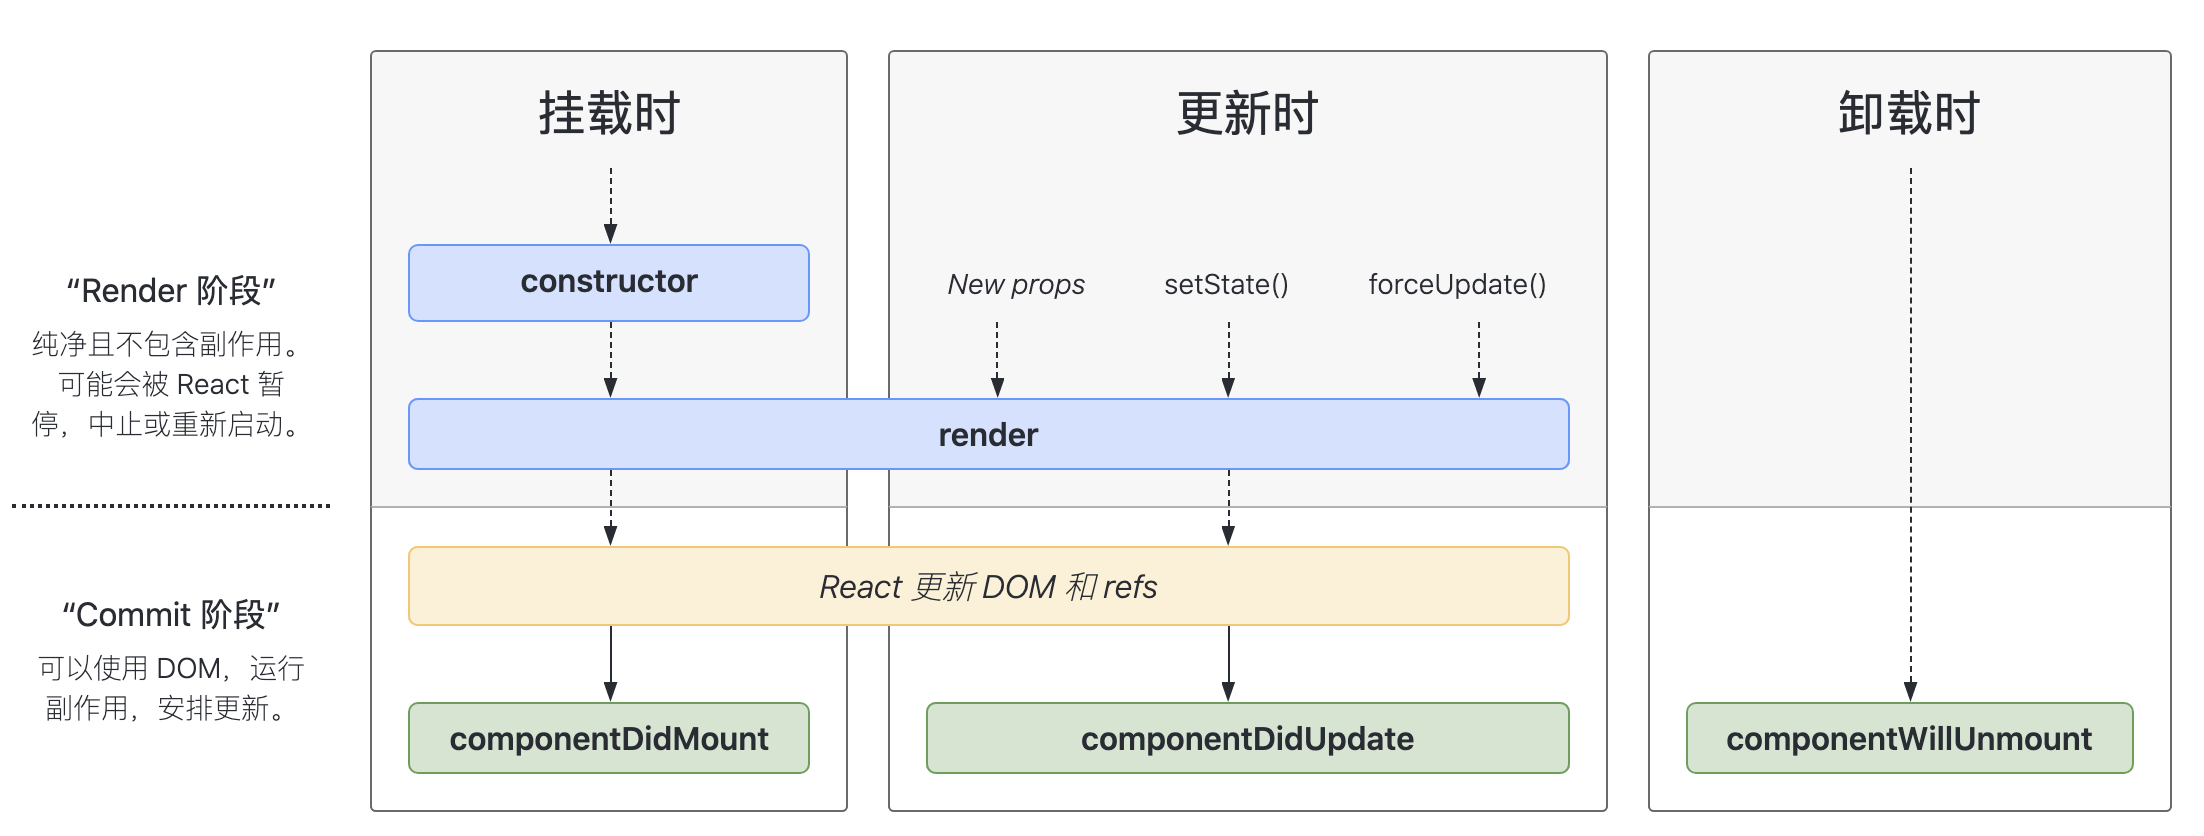 挂载时
更新时
卸载时
“Render 阶段”
纯净且不包含副作用。
可能会被 React 暂
停，中止或重新启动。
constructor
New props
setState()
forceUpdate()
render
“Commit 阶段”
可以使用 DOM，运行
副作用，安排更新。
React 更新 DOM 和 refs
componentDidMount
componentDidUpdate
componentWillUnmount